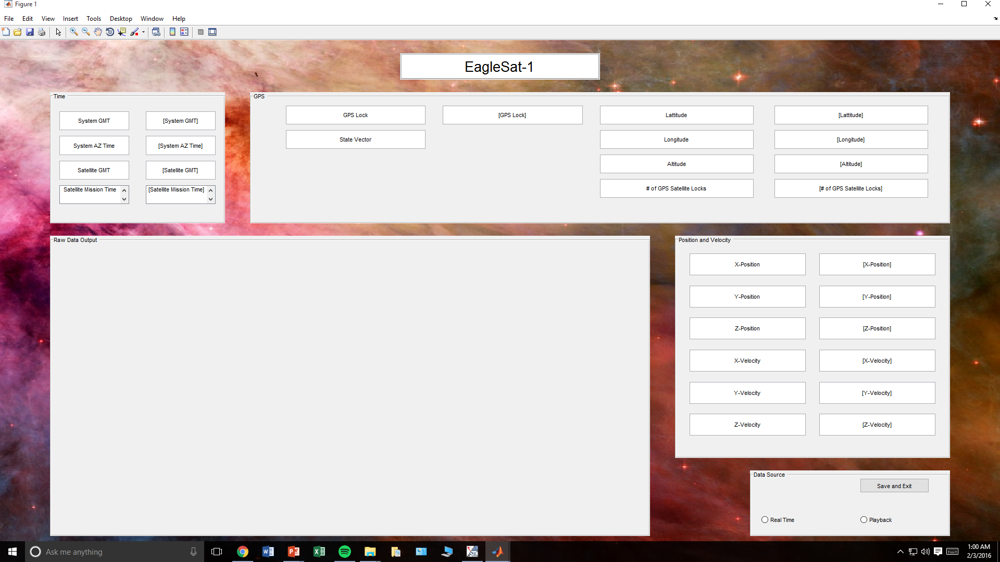 Figure 1
File Edit View Insert Tools Desktop Window Help
EagleSat-1
Time
System GMT [System GMT]
System AZ Time [System AZ Time]
Satellite GMT [Satellite GMT]
Satellite Mission Time [Satellite Mission Time]
GPS
GPS Lock [GPS Lock] Lattitude [Lattitude]
State Vector Longitude [Longitude]
Altitude [Altitude]
# of GPS Satellite Locks [# of GPS Satellite Locks]
Raw Data Output
Position and Velocity
X-Position [X-Position]
Y-Position [Y-Position]
Z-Position [Z-Position]
X-Velocity [X-Velocity]
Y-Velocity [Y-Velocity]
Z-Velocity [Z-Velocity]
Data Source
Save and Exit
Real Time Playback
Ask me anything
STK
1:00 AM
2/3/2016